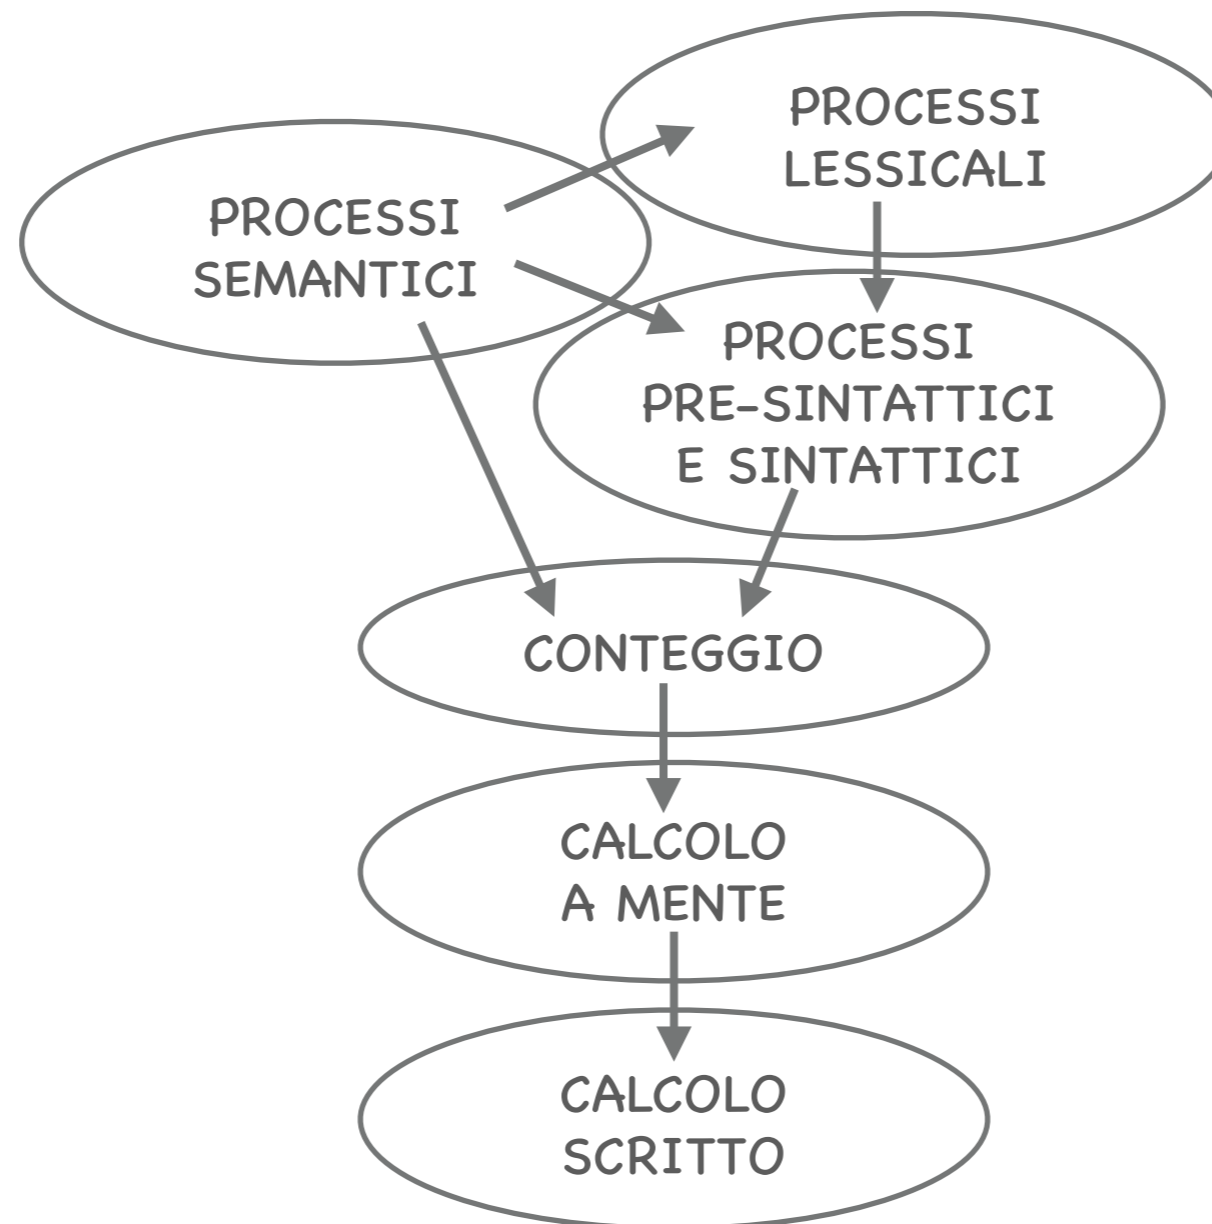 PROCESSI
LESSICALI
PROCESSI
SEMANTICI
PROCESSI
PRE-SINTATTICI
E SINTATTICI
CONTEGGIO
CALCOLO
A MENTE
CALCOLO
SCRITTO